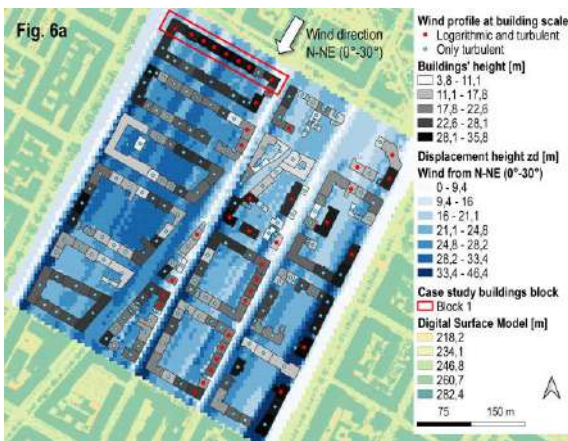 Fig. 6a
Wind direction
N-NE (0°-30°)
Wind profile at building scale
Logarithmic and turbulent
Only turbulent
Buildings' height [m]
3,8 - 11,1
11,1 - 17,8
17,8 - 22,6
22,6 - 28,1
28,1 - 35,8
Displacement height zd [m]
Wind from N-NE (0°-30°)
0 - 9,4
9,4 - 16
16 - 21,1
21,1 - 24,8
24,8 - 28,2
28,2 - 33,4
33,4 - 46,4
Case study buildings block
Block 1
Digital Surface Model [m]
218,2
234,1
246,8
260,7
282,4
75 150 m